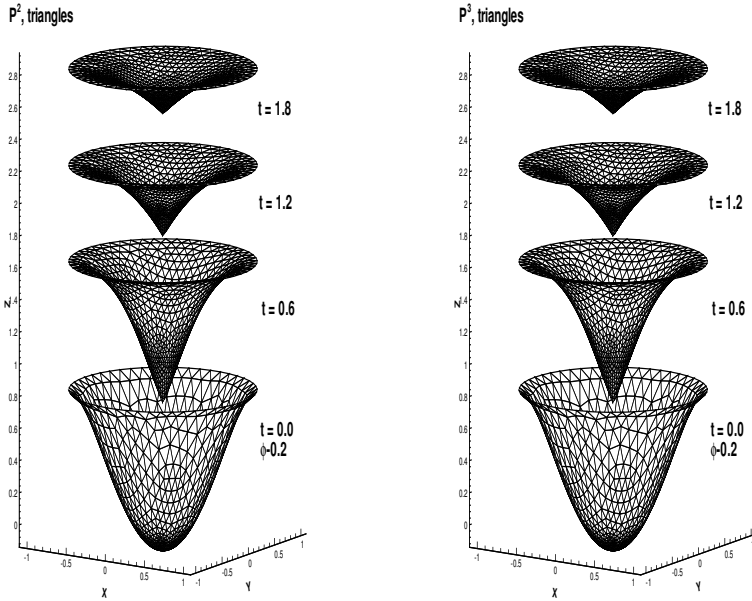 P², triangles
2.8
2.6
2.4
2.2
2
1.8
1.6
1.4
1.2
1
0.8
0.6
0.4
0.2
0
Z
t = 1.8
t = 1.2
t = 0.6
t = 0.0
ϕ-0.2
-1
-0.5
0
0.5
1
X
-1
-0.5
0
0.5
1
Y
P³, triangles
2.8
2.6
2.4
2.2
2
1.8
1.6
1.4
1.2
1
0.8
0.6
0.4
0.2
0
Z
t = 1.8
t = 1.2
t = 0.6
t = 0.0
ϕ-0.2
-1
-0.5
0
0.5
1
X
-1
-0.5
0
0.5
Y